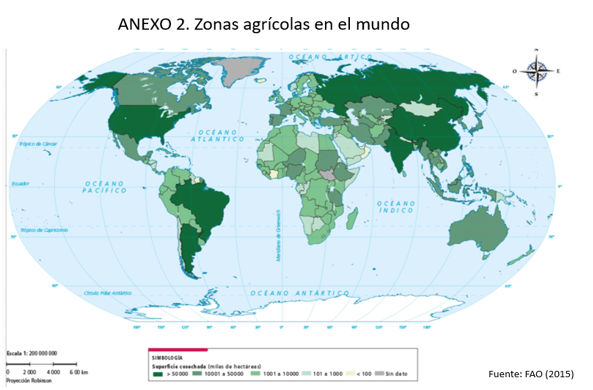 ANEXO 2. Zonas agrícolas en el mundo
OCÉANO ÁRTICO
O E
S
OCÉANO
ATLÁNTICO
Trópico de Cáncer
OCÉANO
PACÍFICO
Ecuador
OCÉANO
ÍNDICO
Trópico de Capricornio
Meridiano de Greenwich
Círculo Polar Antártico
OCÉANO ANTÁRTICO
Escala 1: 200 000 000
0 2 000 4 000 6 00 km
Proyección Robinson
SIMBOLOGÍA
Superficie cosechada (miles de hectáreas)
> 50000 10001 a 50000 1001 a 10000 101 a 1000 < 100 Sin dato
Fuente: FAO (2015)